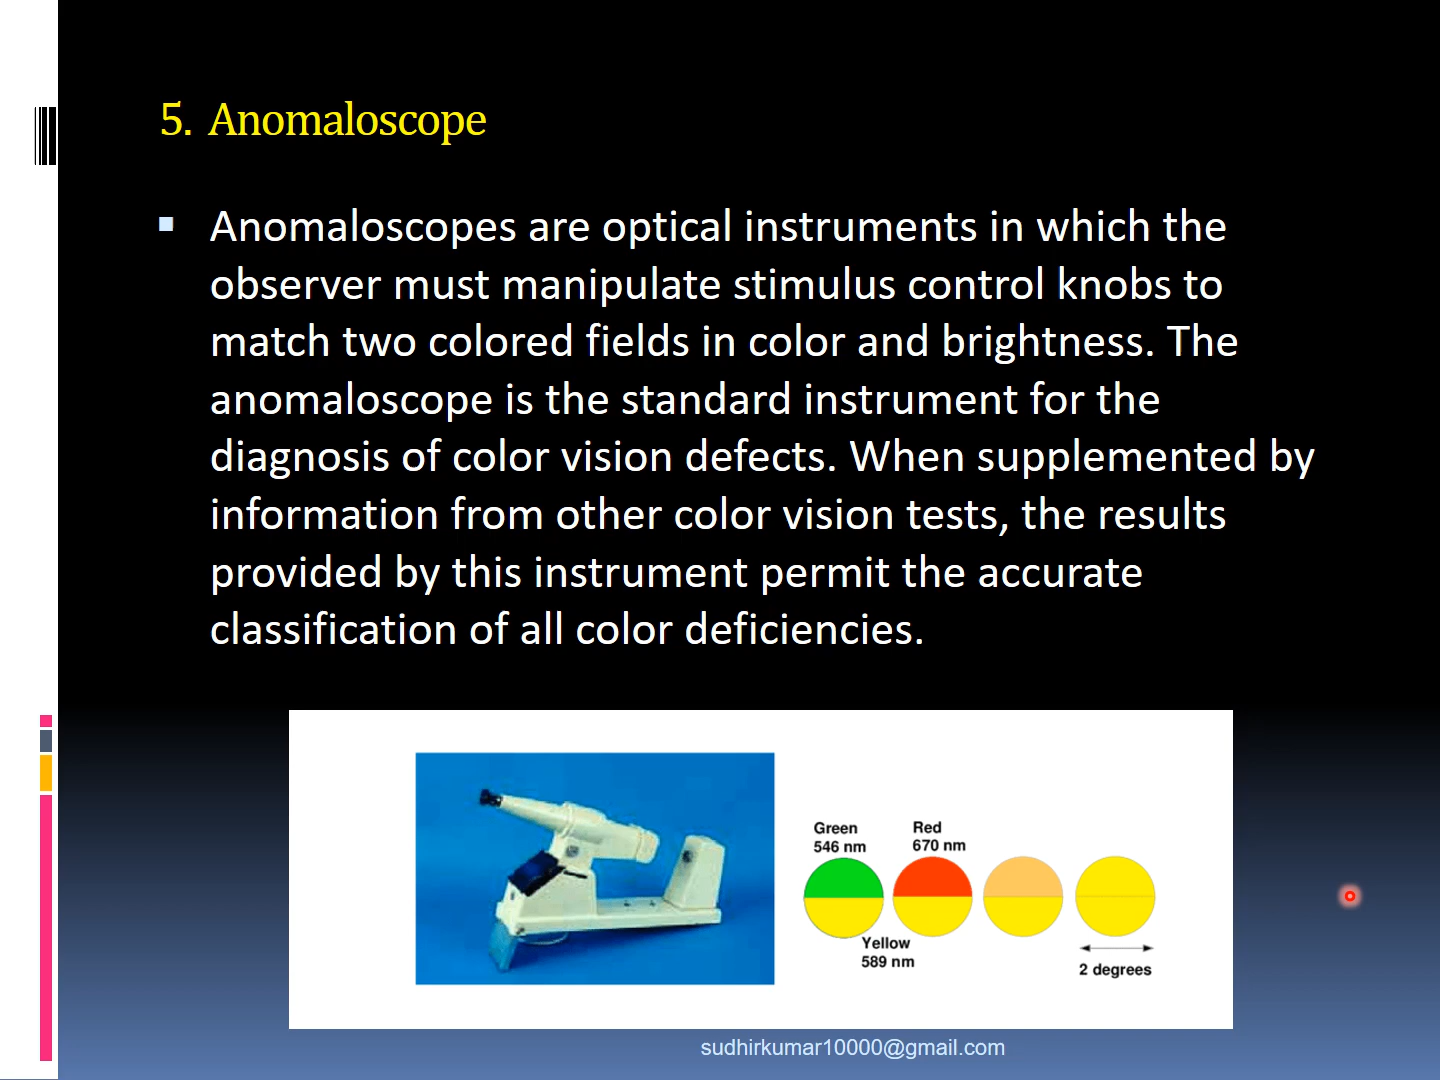 5. Anomaloscope
Anomaloscopes are optical instruments in which the
observer must manipulate stimulus control knobs to
match two colored fields in color and brightness. The
anomaloscope is the standard instrument for the
diagnosis of color vision defects. When supplemented by
information from other color vision tests, the results
provided by this instrument permit the accurate
classification of all color deficiencies.
Green
546 nm
Red
670 nm
Yellow
589 nm
2 degrees
sudhirkumar10000@gmail.com